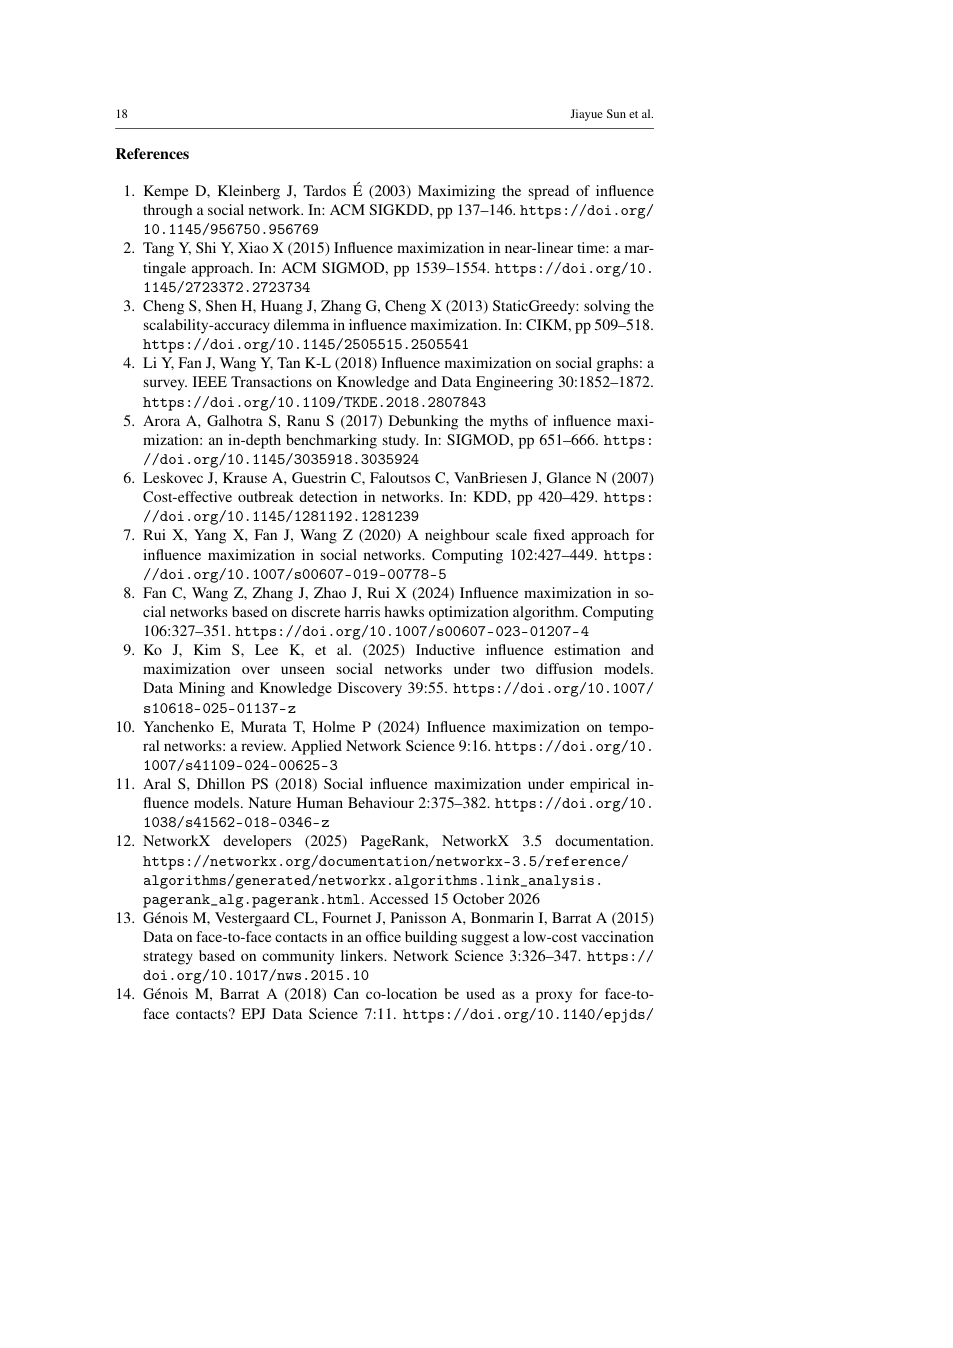 18 Jiayue Sun et al.
References
1. Kempe D, Kleinberg J, Tardos É (2003) Maximizing the spread of influence
through a social network. In: ACM SIGKDD, pp 137–146. https://doi.org/
10.1145/956750.956769
2. Tang Y, Shi Y, Xiao X (2015) Influence maximization in near-linear time: a mar-
tingale approach. In: ACM SIGMOD, pp 1539–1554. https://doi.org/10.
1145/2723372.2723734
3. Cheng S, Shen H, Huang J, Zhang G, Cheng X (2013) StaticGreedy: solving the
scalability-accuracy dilemma in influence maximization. In: CIKM, pp 509–518.
https://doi.org/10.1145/2505515.2505541
4. Li Y, Fan J, Wang Y, Tan K-L (2018) Influence maximization on social graphs: a
survey. IEEE Transactions on Knowledge and Data Engineering 30:1852–1872.
https://doi.org/10.1109/TKDE.2018.2807843
5. Arora A, Galhotra S, Ranu S (2017) Debunking the myths of influence maxi-
mization: an in-depth benchmarking study. In: SIGMOD, pp 651–666. https:
//doi.org/10.1145/3035918.3035924
6. Leskovec J, Krause A, Guestrin C, Faloutsos C, VanBriesen J, Glance N (2007)
Cost-effective outbreak detection in networks. In: KDD, pp 420–429. https:
//doi.org/10.1145/1281192.1281239
7. Rui X, Yang X, Fan J, Wang Z (2020) A neighbour scale fixed approach for
influence maximization in social networks. Computing 102:427–449. https:
//doi.org/10.1007/s00607-019-00778-5
8. Fan C, Wang Z, Zhang J, Zhao J, Rui X (2024) Influence maximization in so-
cial networks based on discrete harris hawks optimization algorithm. Computing
106:327–351. https://doi.org/10.1007/s00607-023-01207-4
9. Ko J, Kim S, Lee K, et al. (2025) Inductive influence estimation and
maximization over unseen social networks under two diffusion models.
Data Mining and Knowledge Discovery 39:55. https://doi.org/10.1007/
s10618-025-01137-z
10. Yanchenko E, Murata T, Holme P (2024) Influence maximization on tempo-
ral networks: a review. Applied Network Science 9:16. https://doi.org/10.
1007/s41109-024-00625-3
11. Aral S, Dhillon PS (2018) Social influence maximization under empirical in-
fluence models. Nature Human Behaviour 2:375–382. https://doi.org/10.
1038/s41562-018-0346-z
12. NetworkX developers (2025) PageRank, NetworkX 3.5 documentation.
https://networkx.org/documentation/networkx-3.5/reference/
algorithms/generated/networkx.algorithms.link_analysis.
pagerank_alg.pagerank.html. Accessed 15 October 2026
13. Génois M, Vestergaard CL, Fournet J, Panisson A, Bonmarin I, Barrat A (2015)
Data on face-to-face contacts in an office building suggest a low-cost vaccination
strategy based on community linkers. Network Science 3:326–347. https://
doi.org/10.1017/nws.2015.10
14. Génois M, Barrat A (2018) Can co-location be used as a proxy for face-to-
face contacts? EPJ Data Science 7:11. https://doi.org/10.1140/epjds/